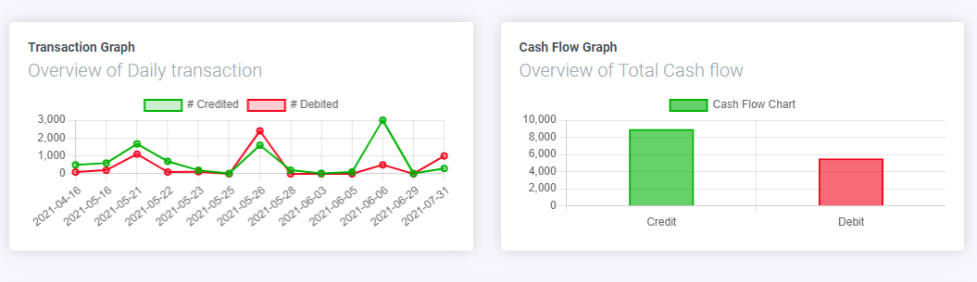 Transaction Graph
Overview of Daily transaction
# Credited # Debited
3,000
2,000
1,000
0
2021-04-16 2021-05-16 2021-05-21 2021-05-22 2021-05-23 2021-05-25 2021-05-26 2021-05-28 2021-06-03 2021-06-05 2021-06-06 2021-06-29 2021-07-31
Cash Flow Graph
Overview of Total Cash flow
Cash Flow Chart
10,000
8,000
6,000
4,000
2,000
0
Credit Debit